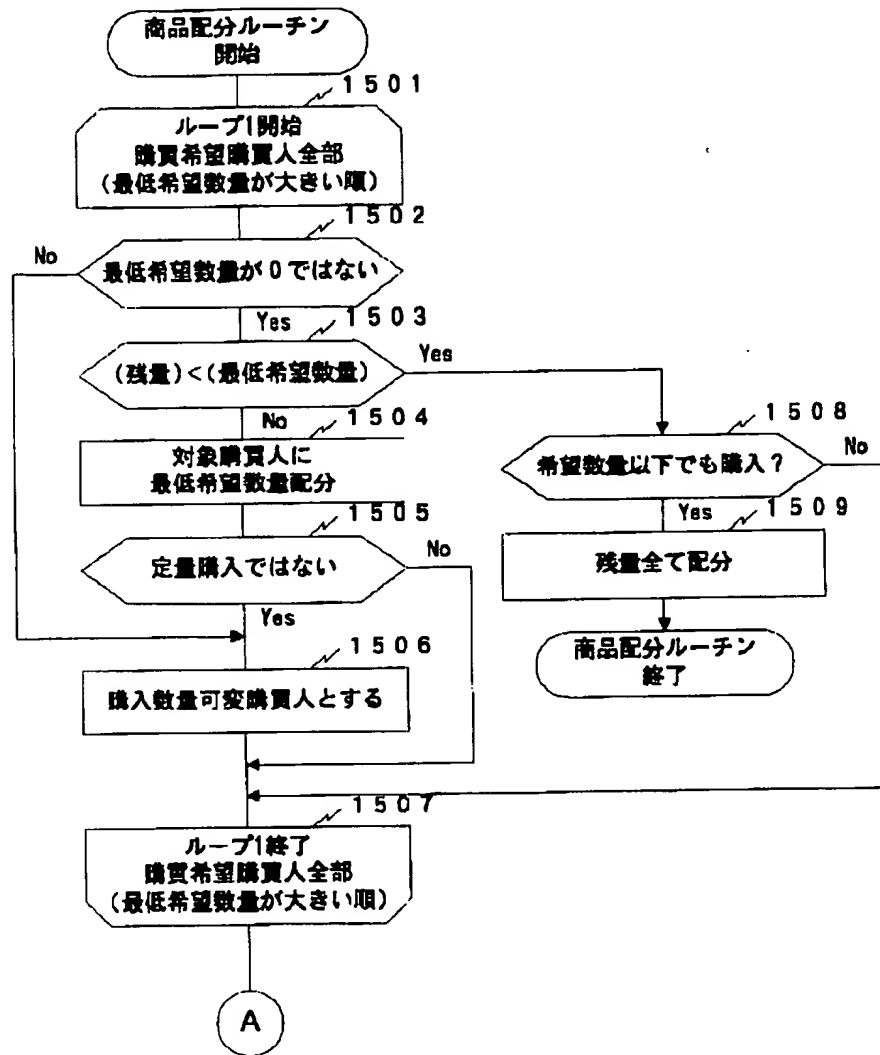 商品配分ルーチン
開始
1501
ループ1開始
購買希望購買人全部
(最低希望数量が大きい順)
1502
No
最低希望数量が0ではない
Yes
1503
(残量)<(最低希望数量)
Yes
No
1504
対象購買人に
最低希望数量配分
1505
定量購入ではない
No
Yes
1506
購入数量可変購買人とする
1507
ループ1終了
購買希望購買人全部
(最低希望数量が大きい順)
A
1508
希望数量以下でも購入?
No
Yes
1509
残量全て配分
商品配分ルーチン
終了